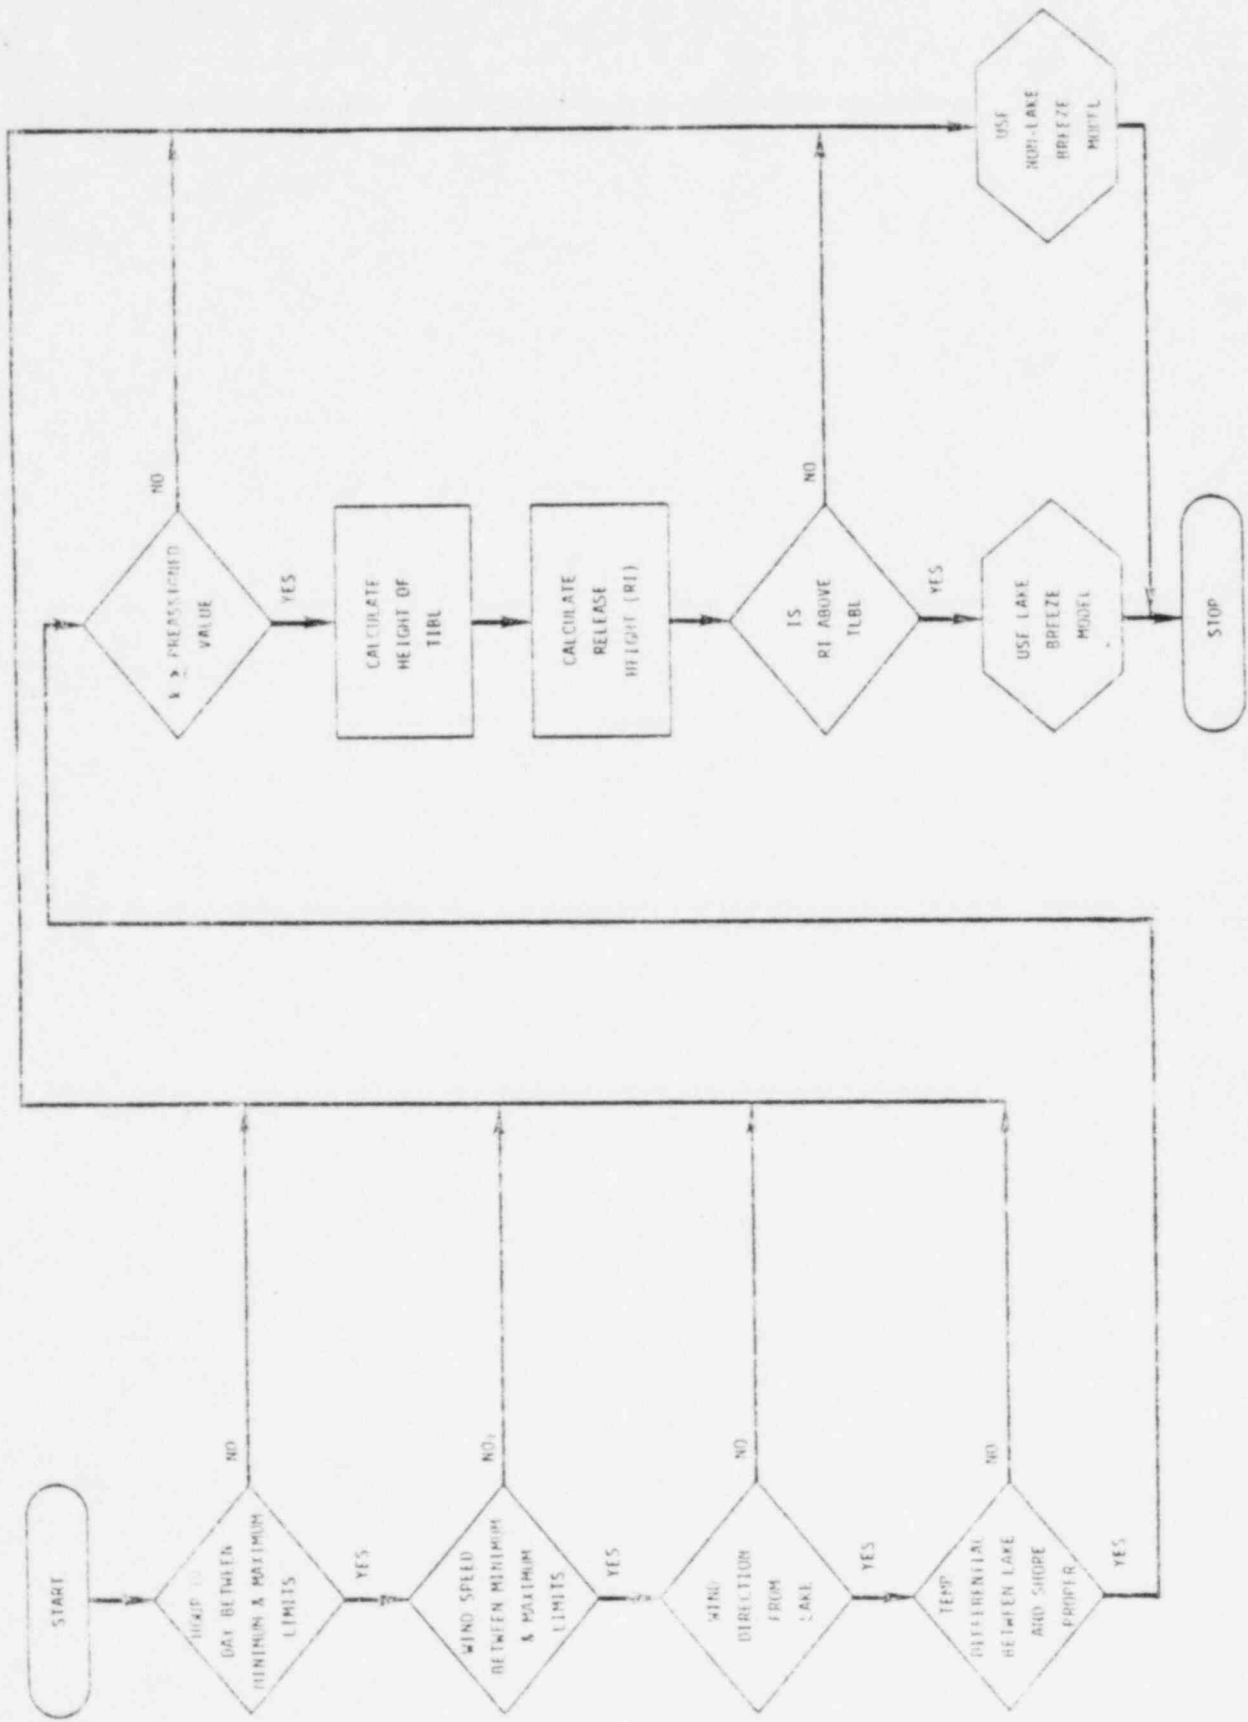 START
DAY BETWEEN
MINIMUM & MAXIMUM
LIMITS
NO
YES
WIND SPEED
BETWEEN MINIMUM
& MAXIMUM
LIMITS
NO
YES
WIND
DIRECTION
FROM
LAKE
NO
YES
TEMP
DIFFERENTIAL
BETWEEN LAKE
AND SHORE
PROPER
NO
YES
PREASSIGNED
VALUE
NO
YES
CALCULATE
HEIGHT OF
TIBL
CALCULATE
RELEASE
HEIGHT (RI)
IS
RI ABOVE
TLBL
NO
YES
USE LAKE
BREEZE
MODEL
USE
NON-LAKE
BREEZE
MODEL
STOP